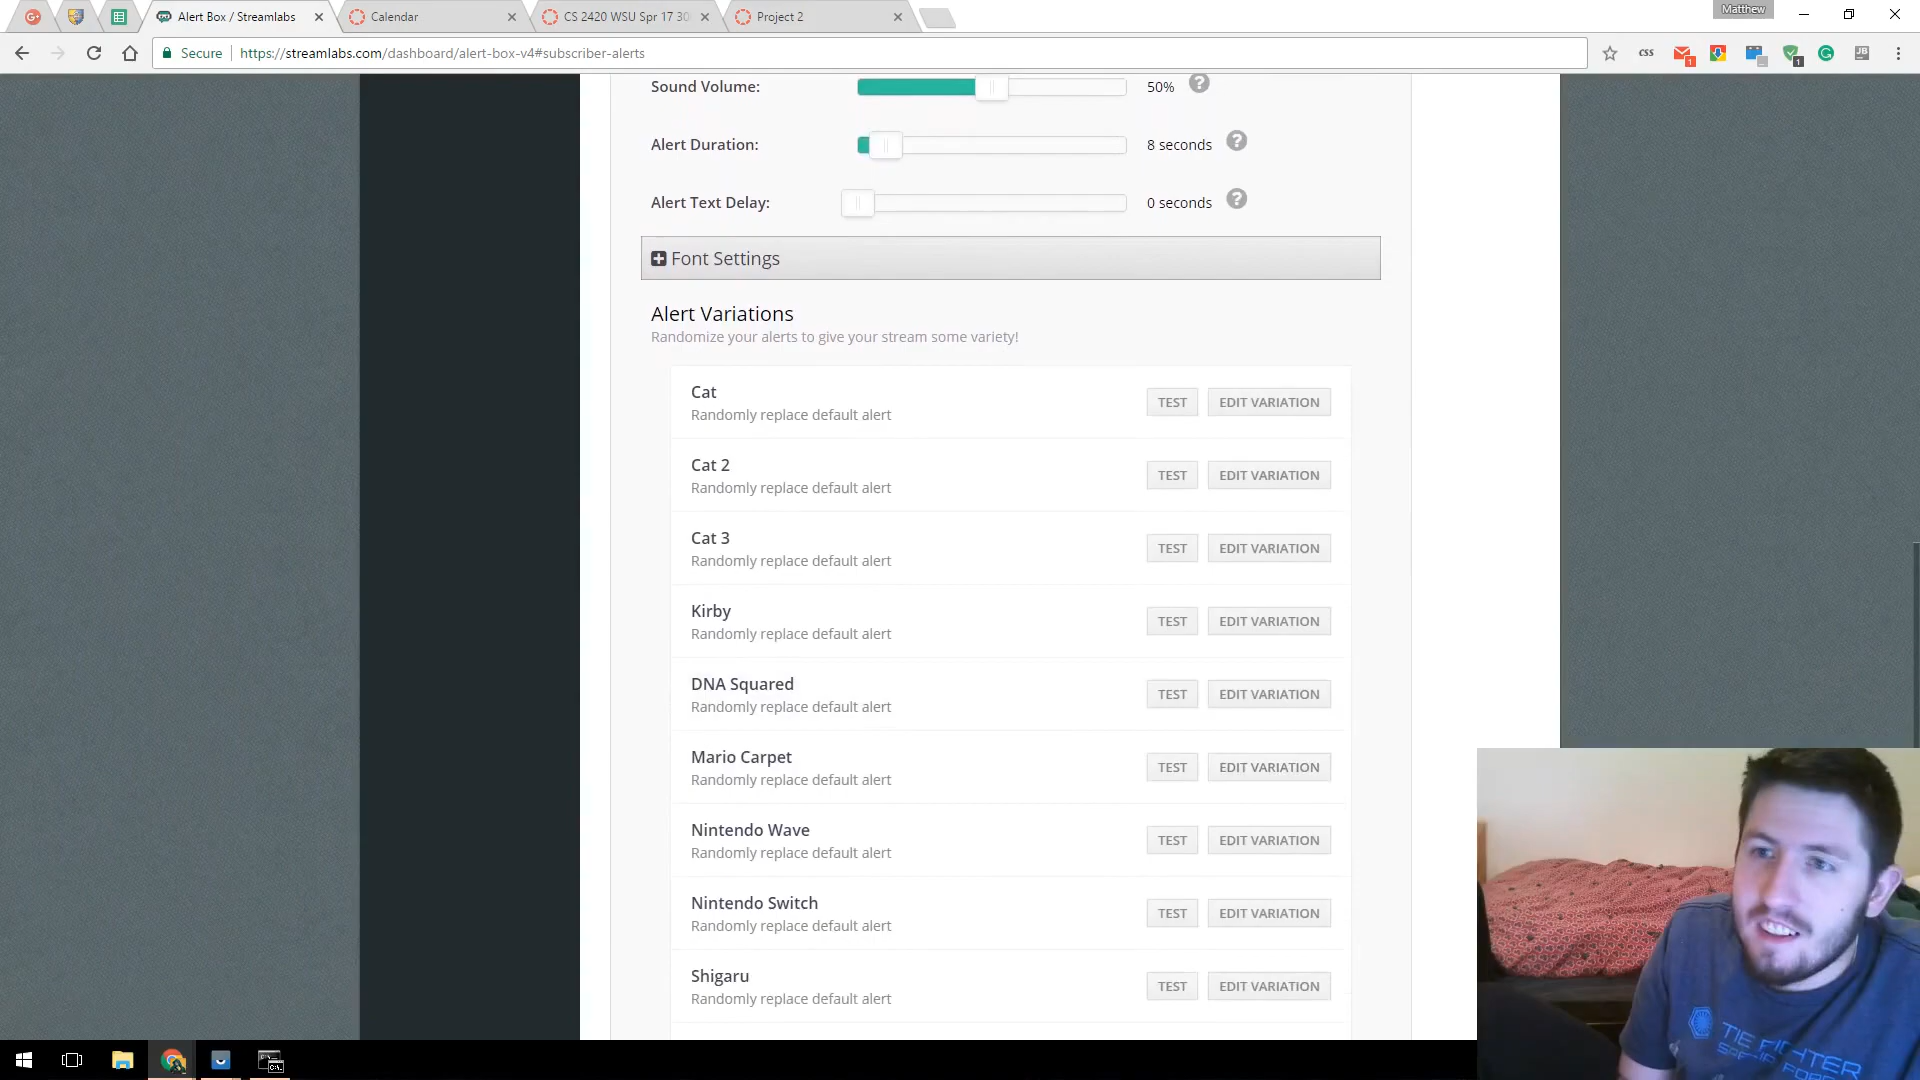 Alert Box / Streamlabs
Calendar
CS 2420 WSU Spr 17 30
Project 2
Matthew
Secure
https://streamlabs.com/dashboard/alert-box-v4#subscriber-alerts
css
Sound Volume:
50%
?
Alert Duration:
8 seconds
?
Alert Text Delay:
0 seconds
?
Font Settings
Alert Variations
Randomize your alerts to give your stream some variety!
Cat
Randomly replace default alert
TEST
EDIT VARIATION
Cat 2
Randomly replace default alert
TEST
EDIT VARIATION
Cat 3
Randomly replace default alert
TEST
EDIT VARIATION
Kirby
Randomly replace default alert
TEST
EDIT VARIATION
DNA Squared
Randomly replace default alert
TEST
EDIT VARIATION
Mario Carpet
Randomly replace default alert
TEST
EDIT VARIATION
Nintendo Wave
Randomly replace default alert
TEST
EDIT VARIATION
Nintendo Switch
Randomly replace default alert
TEST
EDIT VARIATION
Shigaru
Randomly replace default alert
TEST
EDIT VARIATION
TIE FIGHTER